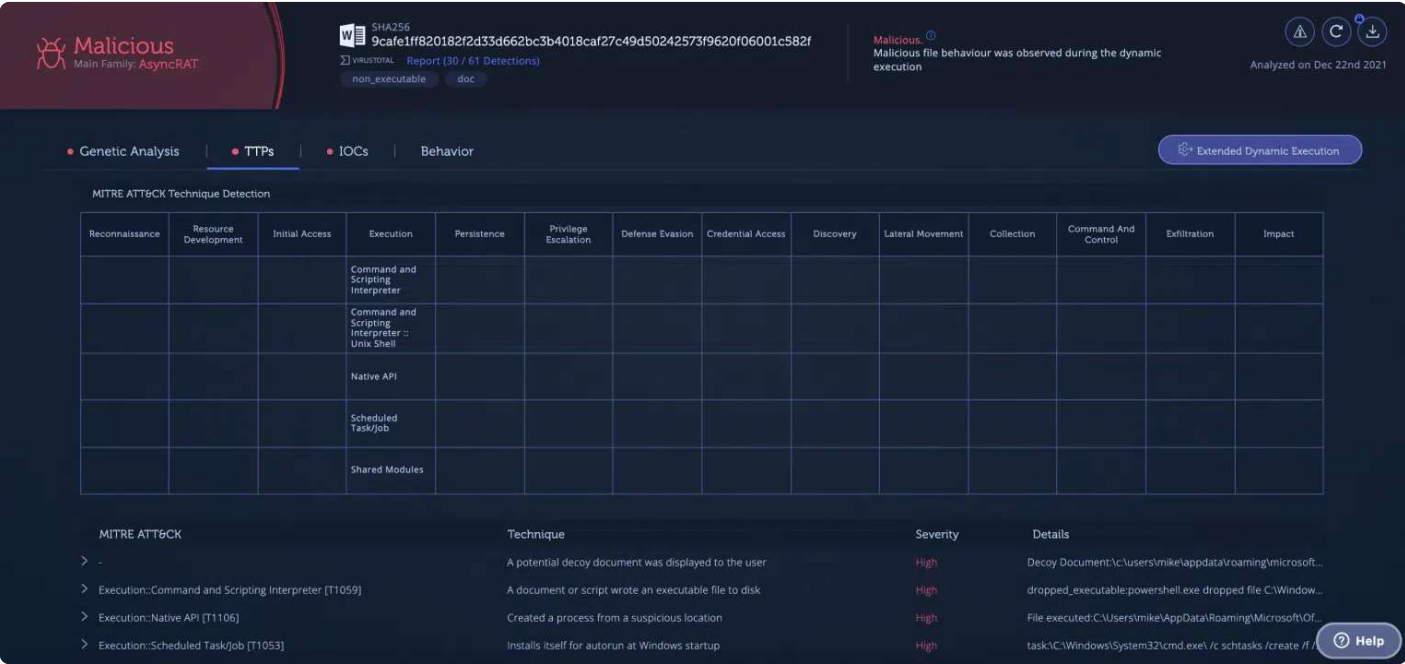 Malicious
Main Family: AsyncRAT
W
SHA256
9cafe1ff820182f2d33d662bc3b4018caf27c49d50242573f9620f06001c582f
VIRUSTOTAL Report (30 / 61 Detections)
non_executable doc
Malicious.
Malicious file behaviour was observed during the dynamic
execution
Analyzed on Dec 22nd 2021
Genetic Analysis | TTPs | IOCs | Behavior
Extended Dynamic Execution
MITRE ATT&CK Technique Detection
Reconnaissance
Resource
Development
Initial Access
Execution
Persistence
Privilege
Escalation
Defense Evasion
Credential Access
Discovery
Lateral Movement
Collection
Command And
Control
Exfiltration
Impact
Command and
Scripting
Interpreter
Command and
Scripting
Interpreter ::
Unix Shell
Native API
Scheduled
Task/Job
Shared Modules
MITRE ATT&CK Technique Severity Details
- A potential decoy document was displayed to the user High Decoy Document:\c:\users\mike\appdata\roaming\microsoft...
Execution::Command and Scripting Interpreter [T1059] A document or script wrote an executable file to disk High dropped_executable:powershell.exe dropped file C:\Window...
Execution::Native API [T1106] Created a process from a suspicious location High File executed:C:\Users\mike\AppData\Roaming\Microsoft\Of...
Execution::Scheduled Task/Job [T1053] Installs itself for autorun at Windows startup High task:\C:\Windows\System32\cmd.exe\ /c schtasks /create /f /
Help